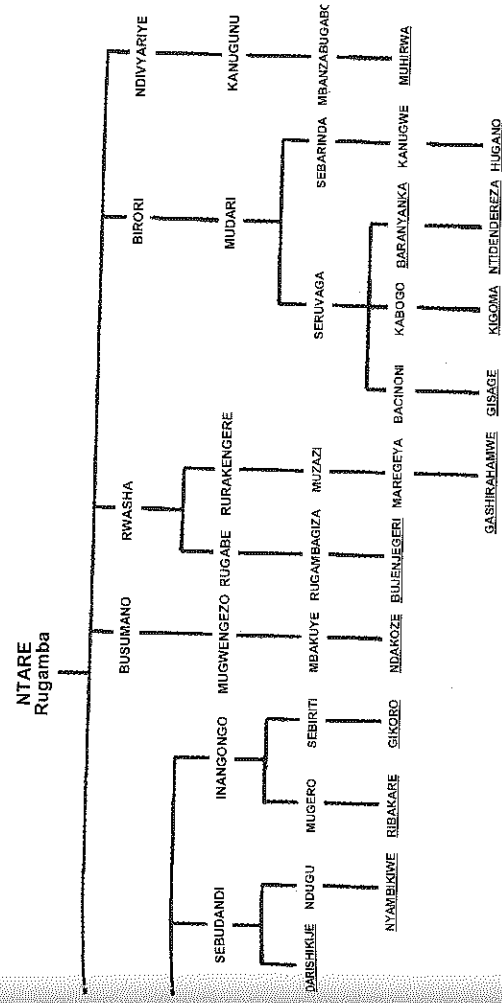 NTARE
Rugamba
BUSUMANO RWASHA BIRORI NDIVYARIYE
SEBUDANDI INANGONGO MUGWENGEZO RUGABE RURAKENGERE MUDARI KANUGUNU
DARISHIKIJE NDUGU MUGERO SEBIRITI MBAKUYE RUGAMBAGIZA MUZAZI SERUVAGA SEBARINDA MBANZABUGABO
NYAMBIKIWE RIBAKARE GIKORO NDAKOZE BUJENJEGERI MAREGEYA BACINONI KABOGO BARANYANKA KANUGWE MUHIRWA
GASHIRAHAMWE GISAGE KIGOMA NTIDENDEREZA HUGANO